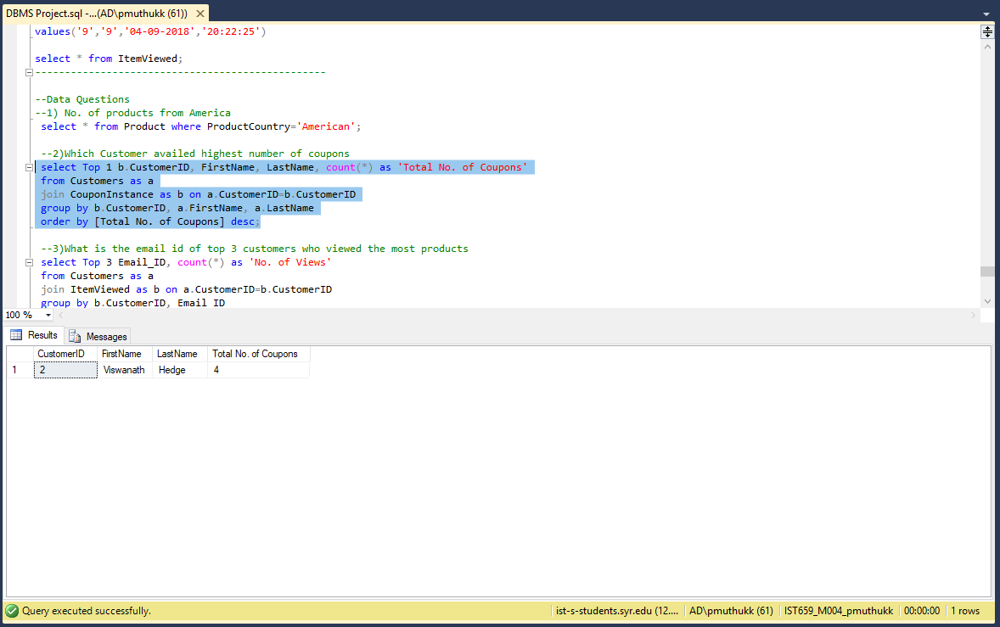 DBMS Project.sql -...(AD\pmuthukk (61))
values('9','9','04-09-2018','20:22:25')
select * from ItemViewed;
-------------------------------------------------
--Data Questions
--1) No. of products from America
select * from Product where ProductCountry='American';
--2)Which Customer availed highest number of coupons
select Top 1 b.CustomerID, FirstName, LastName, count(*) as 'Total No. of Coupons'
from Customers as a
join CouponInstance as b on a.CustomerID=b.CustomerID
group by b.CustomerID, a.FirstName, a.LastName
order by [Total No. of Coupons] desc;
--3)What is the email id of top 3 customers who viewed the most products
select Top 3 Email_ID, count(*) as 'No. of Views'
from Customers as a
join ItemViewed as b on a.CustomerID=b.CustomerID
group by b.CustomerID, Email_ID
100 %
Results Messages
CustomerID FirstName LastName Total No. of Coupons
1 2 Viswanath Hedge 4
Query executed successfully. ist-s-students.syr.edu (12.... AD\pmuthukk (61) IST659_M004_pmuthukk 00:00:00 1 rows